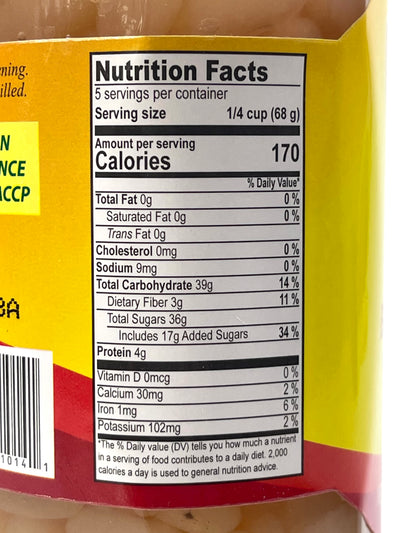 ning.
illed.
N
NCE
ACCP
8A
1014 1
Nutrition Facts
5 servings per container
Serving size 1/4 cup (68 g)
Amount per serving
Calories 170
% Daily Value*
Total Fat 0g 0 %
Saturated Fat 0g 0 %
Trans Fat 0g
Cholesterol 0mg 0 %
Sodium 9mg 0 %
Total Carbohydrate 39g 14 %
Dietary Fiber 3g 11 %
Total Sugars 36g
Includes 17g Added Sugars 34 %
Protein 4g
Vitamin D 0mcg 0 %
Calcium 30mg 2 %
Iron 1mg 6 %
Potassium 102mg 2 %
*The % Daily value (DV) tells you how much a nutrient
in a serving of food contributes to a daily diet. 2,000
calories a day is used to general nutrition advice.